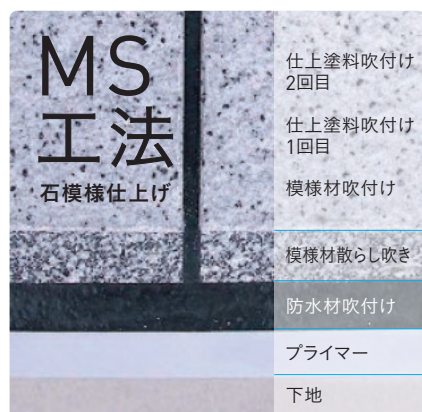 MS
工法
石模様仕上げ
仕上塗料吹付け
2回目
仕上塗料吹付け
1回目
模様材吹付け
模様材散らし吹き
防水材吹付け
プライマー
下地